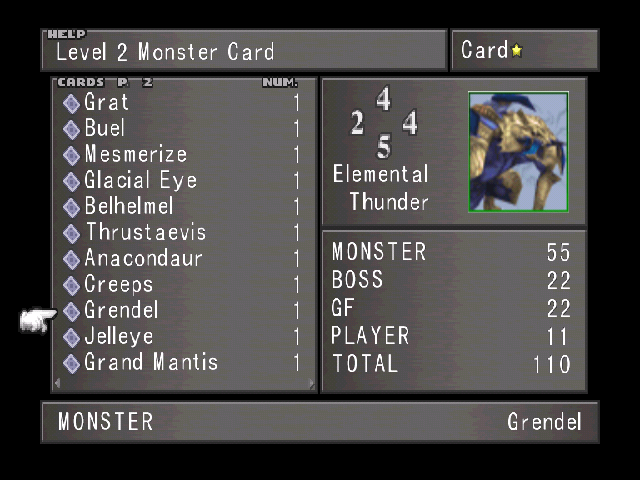 HELP
Level 2 Monster Card
Card
CARDS P. 2 NUM.
Grat 1
Buel 1
Mesmerize 1
Glacial Eye 1
Belhelmel 1
Thrustaevis 1
Anacondaur 1
Creeps 1
Grendel 1
Jelleye 1
Grand Mantis 1
4
2 4
5
Elemental
Thunder
MONSTER 55
BOSS 22
GF 22
PLAYER 11
TOTAL 110
MONSTER Grendel